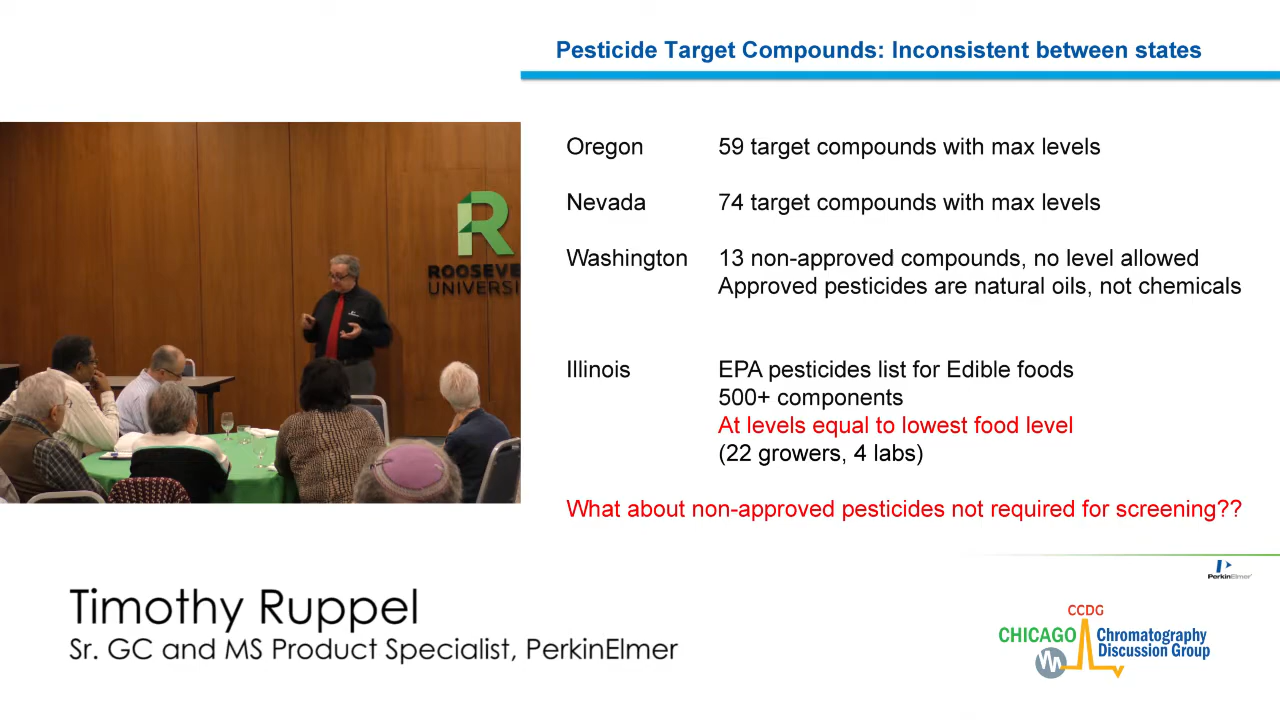 Pesticide Target Compounds: Inconsistent between states
Oregon 59 target compounds with max levels
Nevada 74 target compounds with max levels
Washington 13 non-approved compounds, no level allowed
Approved pesticides are natural oils, not chemicals
Illinois EPA pesticides list for Edible foods
500+ components
At levels equal to lowest food level
(22 growers, 4 labs)
What about non-approved pesticides not required for screening??
R
ROOSEVE
UNIVERSI
PerkinElmer
Timothy Ruppel
Sr. GC and MS Product Specialist, PerkinElmer
CCDG
CHICAGO Chromatography
Discussion Group